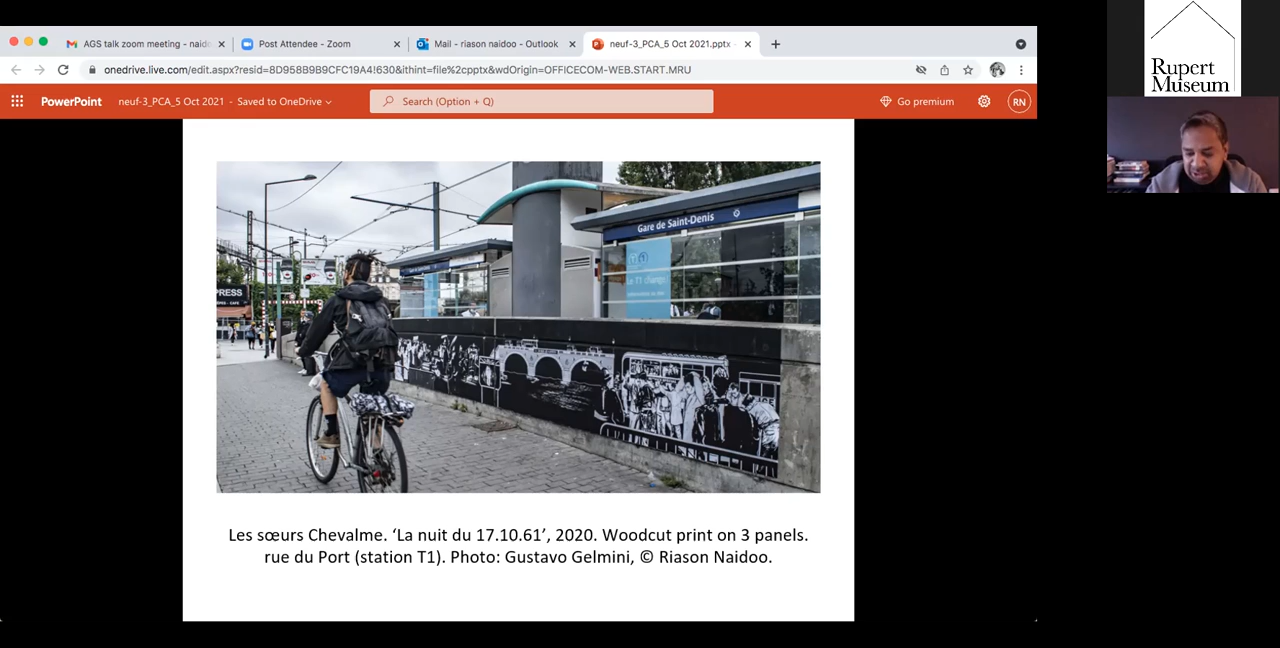 AGS talk zoom meeting - naid
Post Attendee - Zoom
Mail - riason naidoo - Outlook
neuf-3_PCA_5 Oct 2021.pptx -
onedrive.live.com/edit.aspx?resid=8D958B9B9CFC19A4!630&ithint=file%2cpptx&wdOrigin=OFFICECOM-WEB.START.MRU
PowerPoint
neuf-3_PCA_5 Oct 2021 - Saved to OneDrive
Search (Option + Q)
Go premium
RN
Rupert
Museum
Gare de Saint-Denis
PRESS
Les sœurs Chevalme. ‘La nuit du 17.10.61’, 2020. Woodcut print on 3 panels.
rue du Port (station T1). Photo: Gustavo Gelmini, © Riason Naidoo.